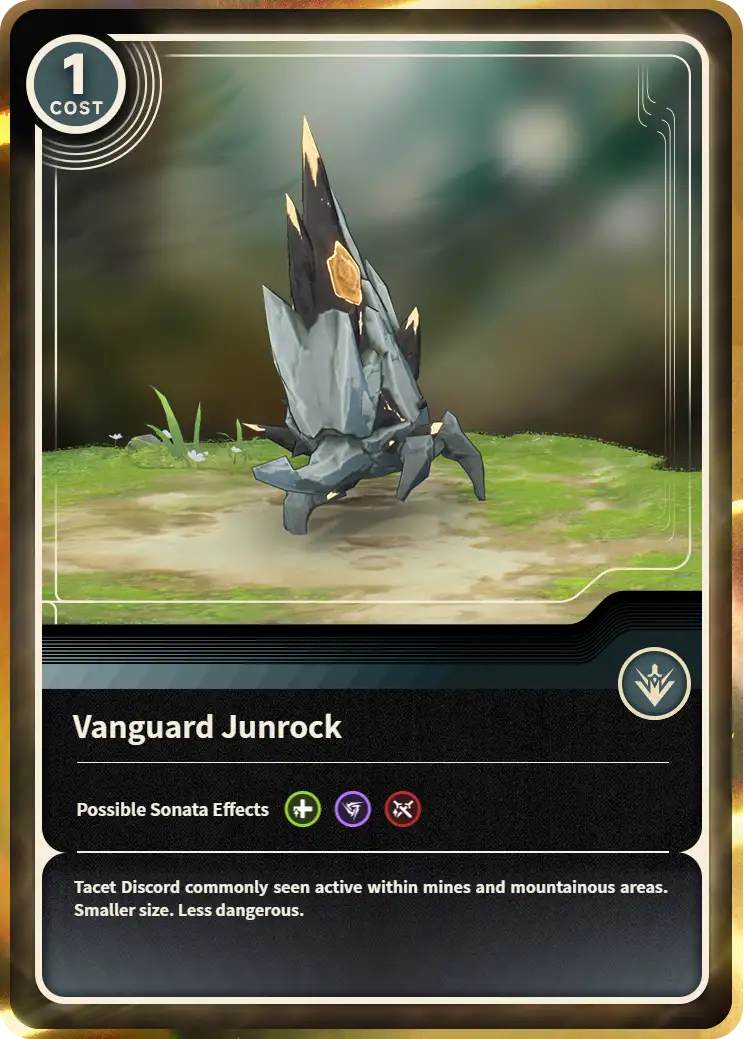 1
COST
Vanguard Junrock
Possible Sonata Effects
Tacet Discord commonly seen active within mines and mountainous areas.
Smaller size. Less dangerous.